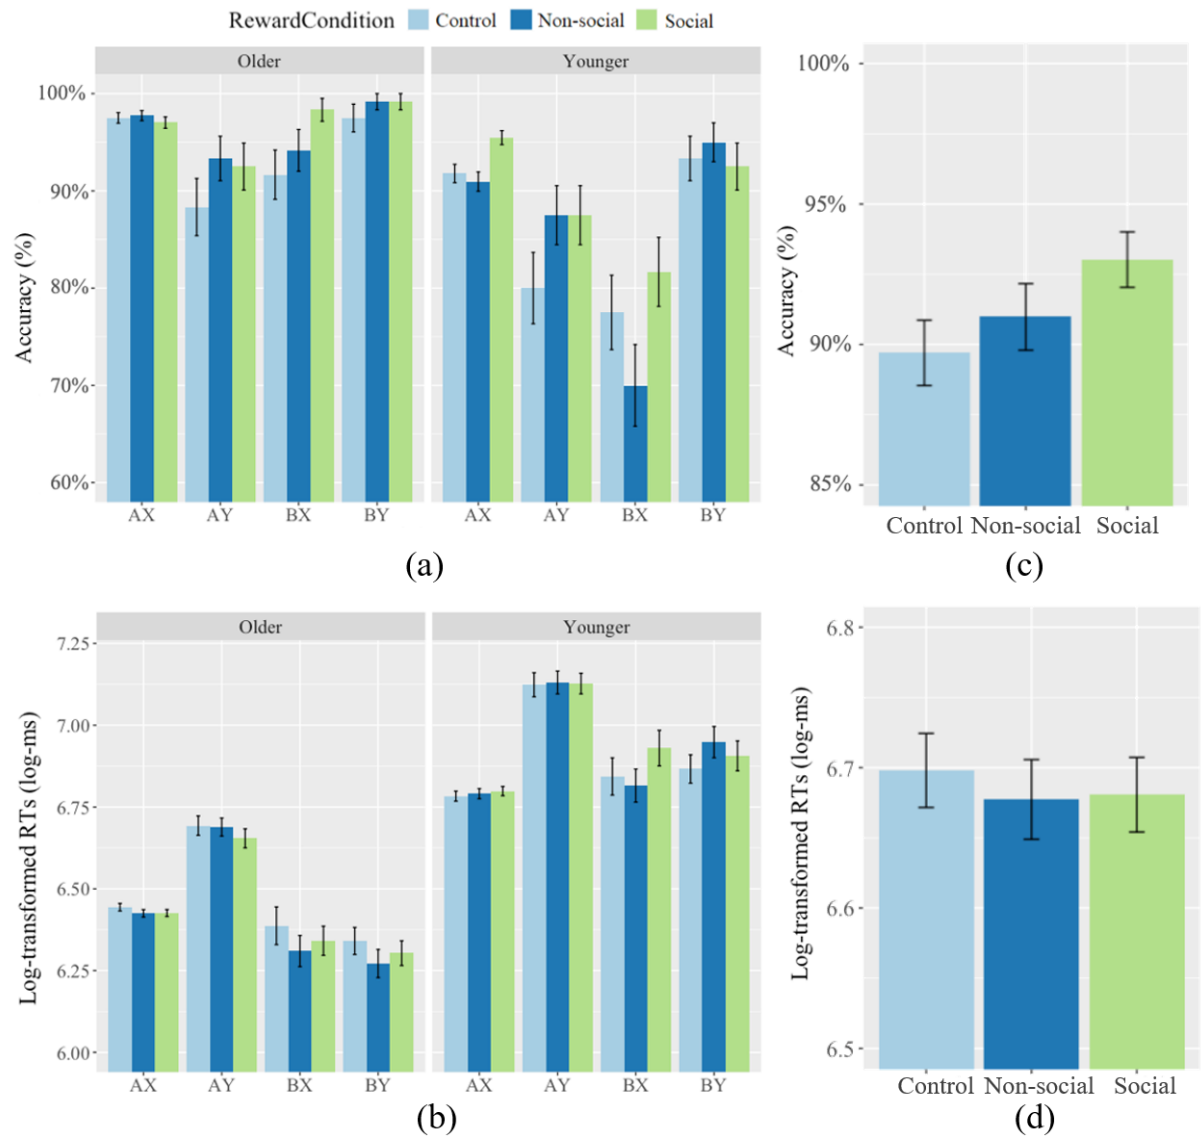 RewardCondition Control Non-social Social
Older Younger
100%
90%
80%
70%
60%
Accuracy (%)
AX AY BX BY AX AY BX BY
(a)
100%
95%
90%
85%
Accuracy (%)
Control Non-social Social
(c)
Older Younger
7.25
7.00
6.75
6.50
6.25
6.00
Log-transformed RTs (log-ms)
AX AY BX BY AX AY BX BY
(b)
6.8
6.7
6.6
6.5
Log-transformed RTs (log-ms)
Control Non-social Social
(d)